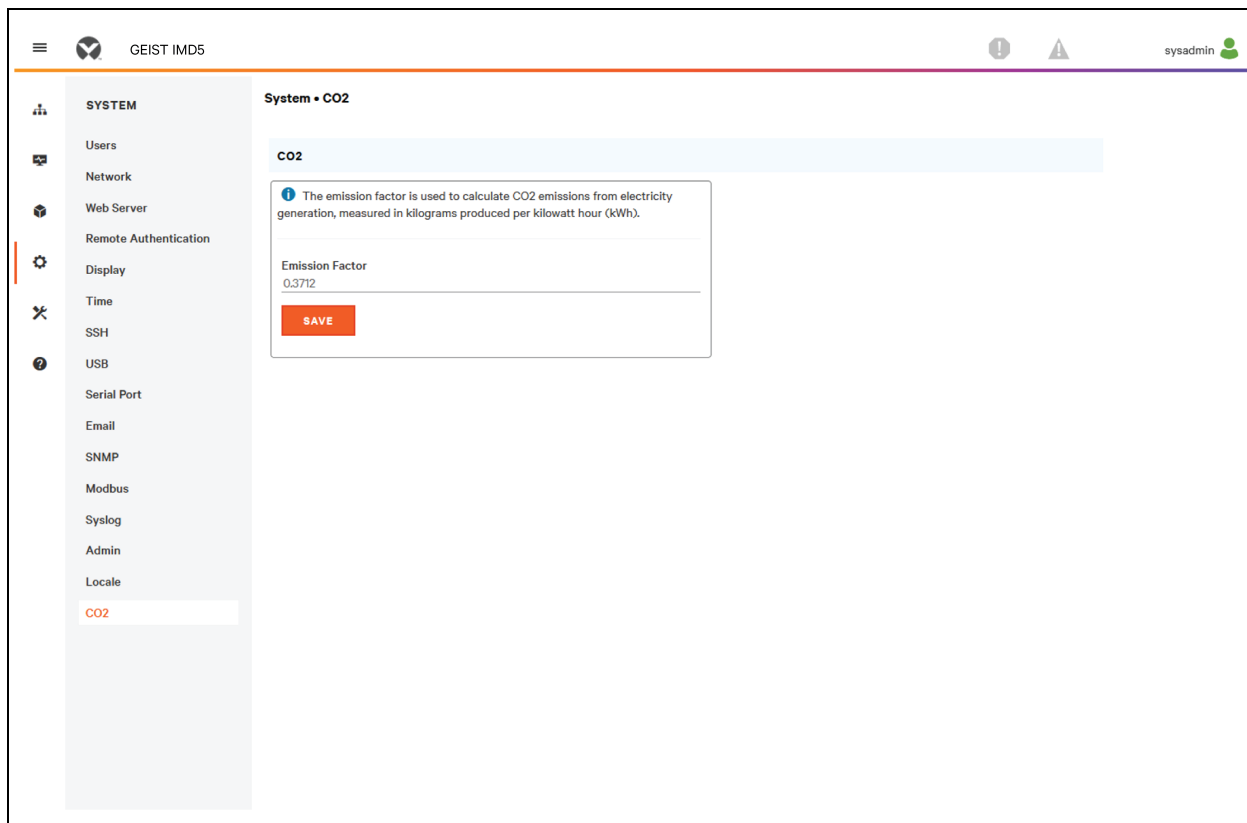 GEIST IMD5
sysadmin
SYSTEM
Users
Network
Web Server
Remote Authentication
Display
Time
SSH
USB
Serial Port
Email
SNMP
Modbus
Syslog
Admin
Locale
CO2
System • CO2
CO2
The emission factor is used to calculate CO2 emissions from electricity
generation, measured in kilograms produced per kilowatt hour (kWh).
Emission Factor
0.3712
SAVE